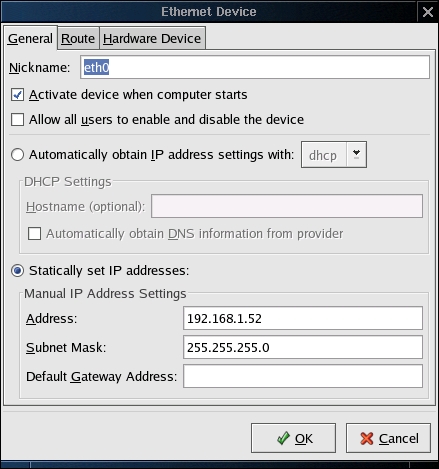 Ethernet Device
General Route Hardware Device
Nickname: eth0
Activate device when computer starts
Allow all users to enable and disable the device
Automatically obtain IP address settings with: dhcp
DHCP Settings
Hostname (optional):
Automatically obtain DNS information from provider
Statically set IP addresses:
Manual IP Address Settings
Address: 192.168.1.52
Subnet Mask: 255.255.255.0
Default Gateway Address:
OK Cancel